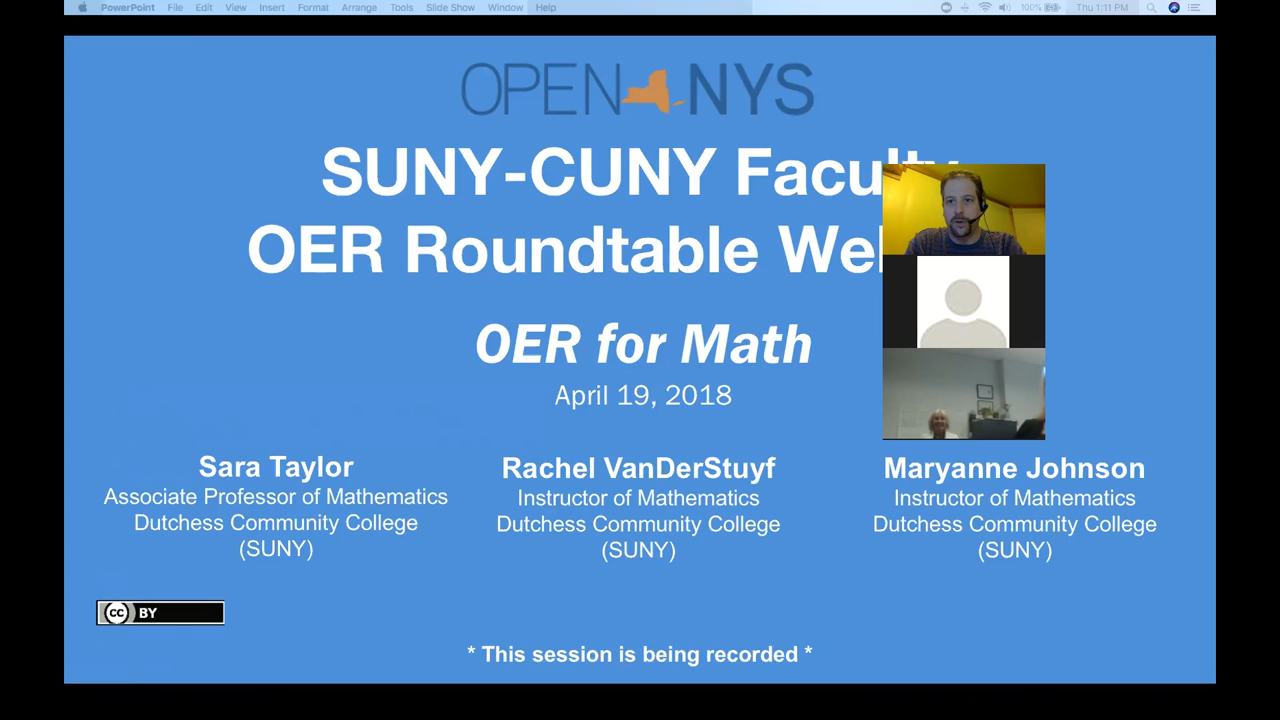 PowerPoint File Edit View Insert Format Arrange Tools Slide Show Window Help 100% Thu 1:11 PM
OPEN NYS
SUNY-CUNY Faculty
OER Roundtable
OER for Math
April 19, 2018
Sara Taylor
Associate Professor of Mathematics
Dutchess Community College
(SUNY)
Rachel VanDerStuyf
Instructor of Mathematics
Dutchess Community College
(SUNY)
Maryanne Johnson
Instructor of Mathematics
Dutchess Community College
(SUNY)
cc BY
* This session is being recorded *